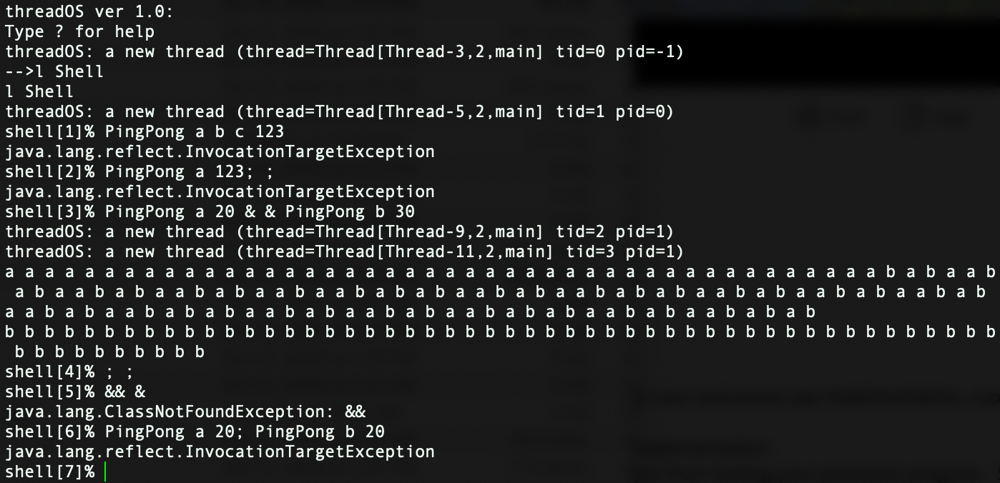 threadOS ver 1.0:
Type ? for help
threadOS: a new thread (thread=Thread[Thread-3,2,main] tid=0 pid=-1)
-->l Shell
l Shell
threadOS: a new thread (thread=Thread[Thread-5,2,main] tid=1 pid=0)
shell[1]% PingPong a b c 123
java.lang.reflect.InvocationTargetException
shell[2]% PingPong a 123; ;
java.lang.reflect.InvocationTargetException
shell[3]% PingPong a 20 & & PingPong b 30
threadOS: a new thread (thread=Thread[Thread-9,2,main] tid=2 pid=1)
threadOS: a new thread (thread=Thread[Thread-11,2,main] tid=3 pid=1)
a a a a a a a a a a a a a a a a a a a a a a a a a a a a a a a a a a a a a a a a a a a a b a b a a b
 a b a a b a b a a b a b a a b a a b a b a b a a b a b a a b a b a b a a b a b a a b a b a a b a b
a a b a b a a b a b a b a a b a b a a b a b a a b a b a b a a b a b a a b a b a b
b b b b b b b b b b b b b b b b b b b b b b b b b b b b b b b b b b b b b b b b b b b b b b b b b b
 b b b b b b b b b b
shell[4]% ; ;
shell[5]% && &
java.lang.ClassNotFoundException: &&
shell[6]% PingPong a 20; PingPong b 20
java.lang.reflect.InvocationTargetException
shell[7]%